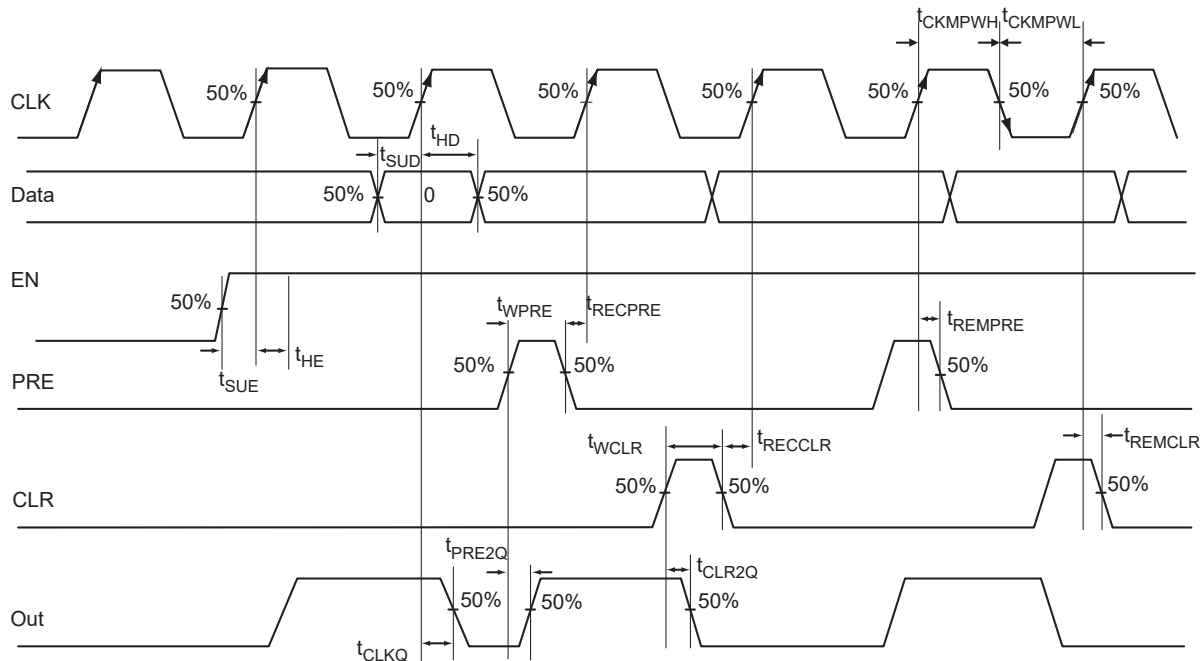 tCKMPWH tCKMPWL
CLK
50% 50% 50% 50% 50% 50% 50%
tSUD tHD
Data
50% 0 50%
EN
50%
tSUE tHE
tWPRE tRECPRE tREMPRE
PRE
50% 50% 50%
tWCLR tRECCLR tREMCLR
CLR
50% 50% 50%
tPRE2Q tCLR2Q
Out
50% 50% 50%
tCLKQ